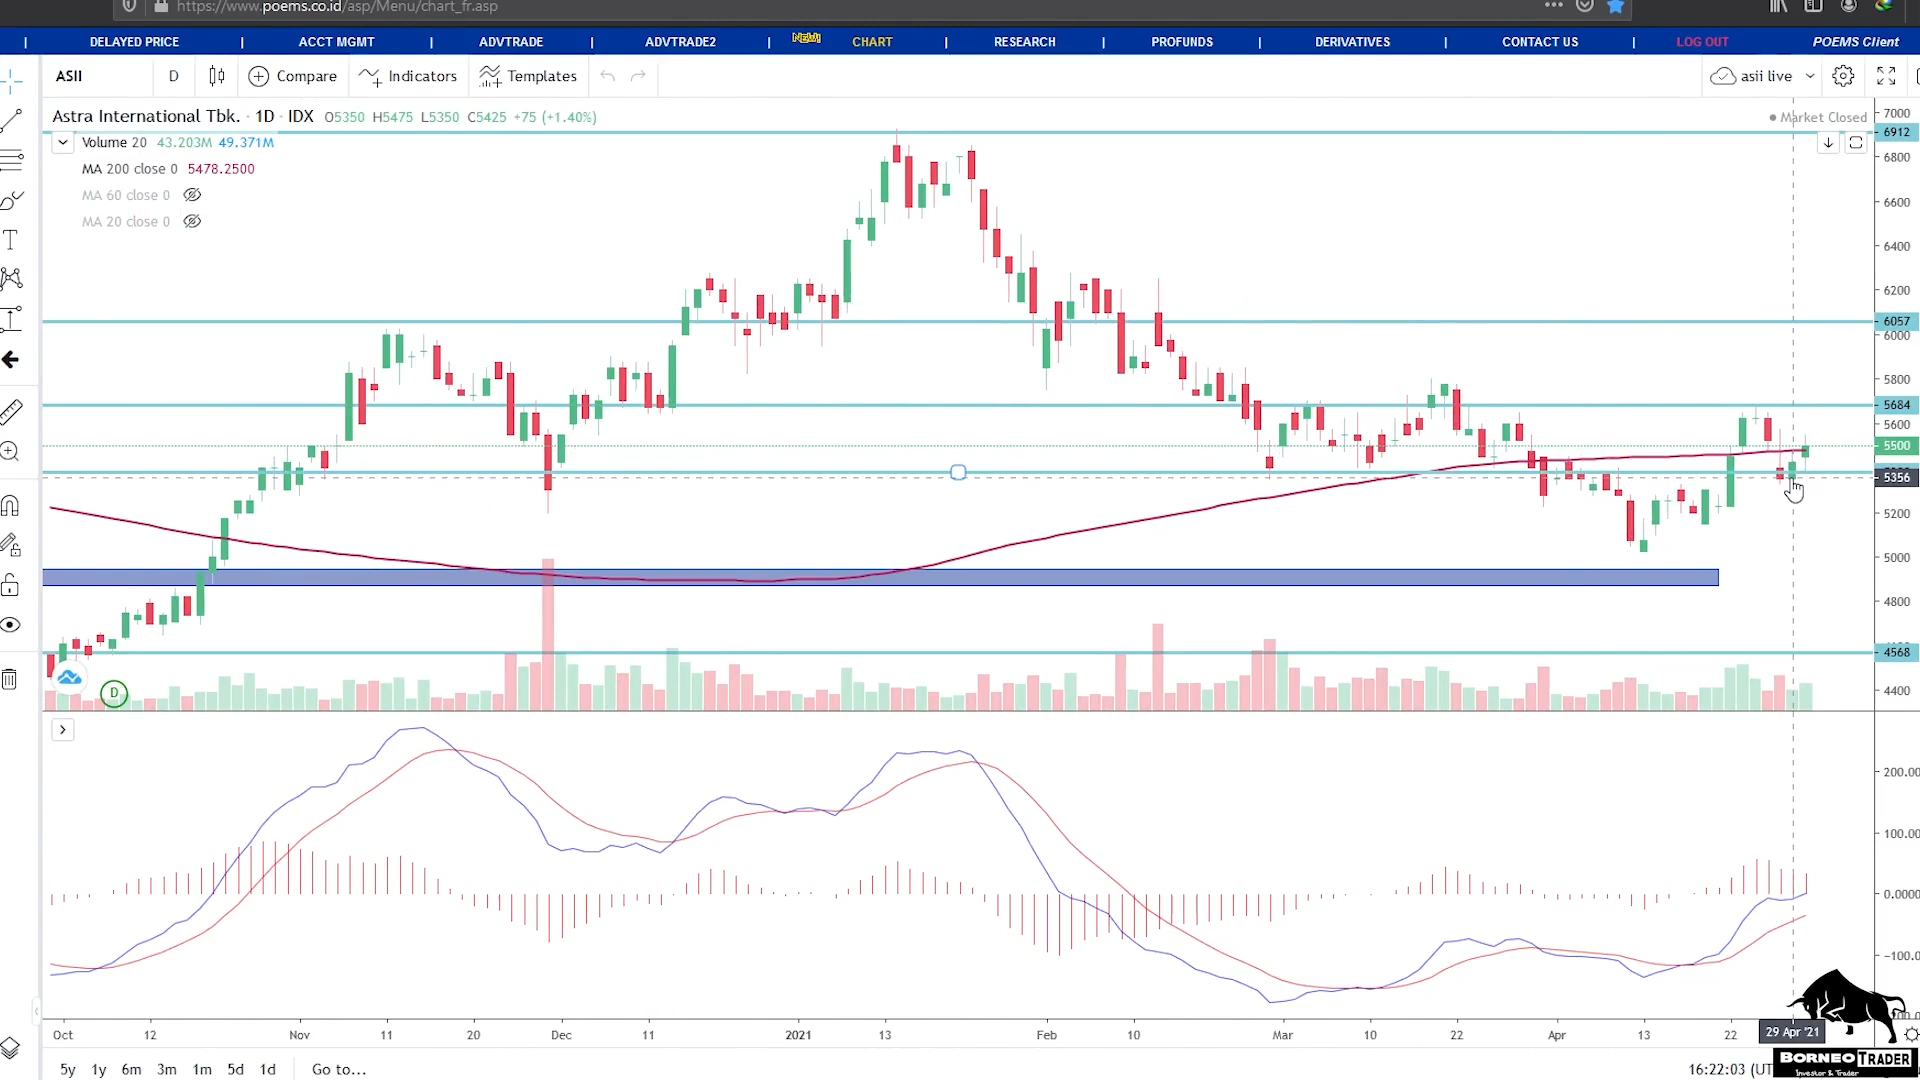 https://www.poems.co.id/asp/Menu/chart_fr.asp
| DELAYED PRICE | ACCT MGMT | ADVTRADE | ADVTRADE2 | NEW! CHART | RESEARCH | PROFUNDS | DERIVATIVES | CONTACT US | LOG OUT POEMS Client
ASII D Compare Indicators Templates asii live
Astra International Tbk. · 1D · IDX O5350 H5475 L5350 C5425 +75 (+1.40%)
Market Closed
Volume 20 43.203M 49.371M
MA 200 close 0 5478.2500
MA 60 close 0
MA 20 close 0
7000
6912
6800
6600
6400
6200
6057
6000
5800
5684
5600
5500
5356
5200
5000
4800
4568
4400
D
200.00
100.00
0.0000
-100.0
Oct 12 Nov 11 20 Dec 11 2021 13 Feb 10 Mar 10 22 Apr 13 22 29 Apr '21
5y 1y 6m 3m 1m 5d 1d Go to... 16:22:03 (UT
BORNEO TRADER
Investor & Trader